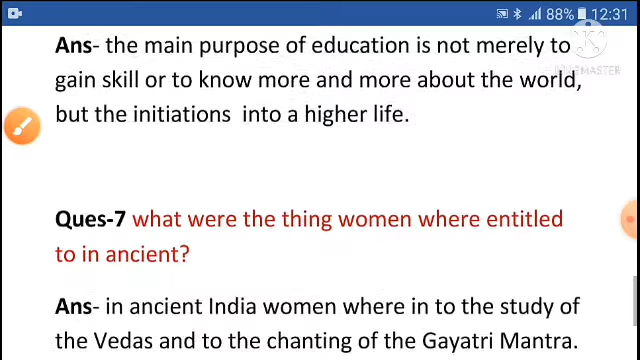 88% 12:31
Ans- the main purpose of education is not merely to
gain skill or to know more and more about the world,
but the initiations into a higher life.
Ques-7 what were the thing women where entitled
to in ancient?
Ans- in ancient India women where in to the study of
the Vedas and to the chanting of the Gayatri Mantra.